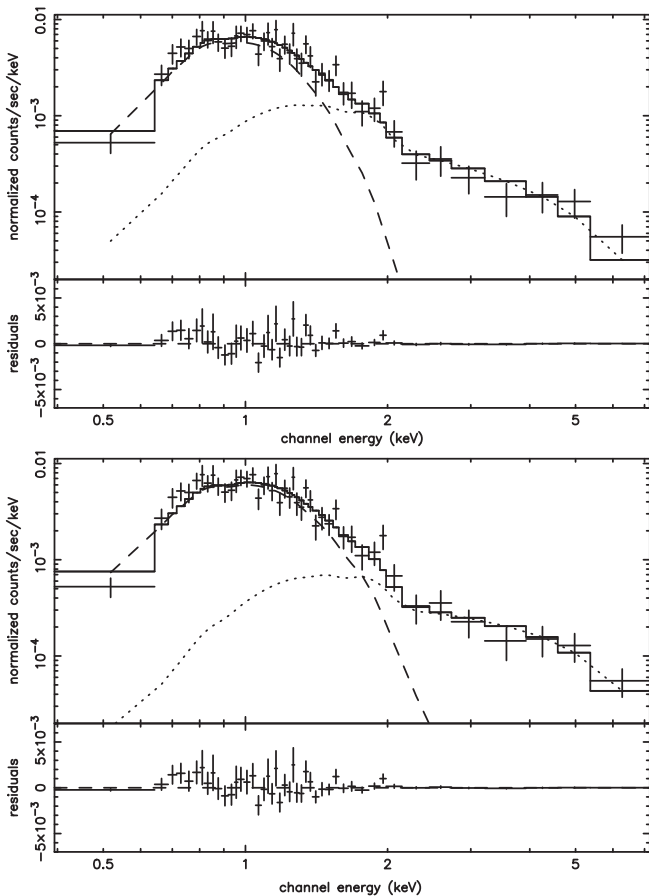 0.01
10⁻³
10⁻⁴
normalized counts/sec/keV
5×10⁻³
0
−5×10⁻³
residuals
0.5 1 2 5
channel energy (keV)
0.01
10⁻³
10⁻⁴
normalized counts/sec/keV
5×10⁻³
0
−5×10⁻³
residuals
0.5 1 2 5
channel energy (keV)